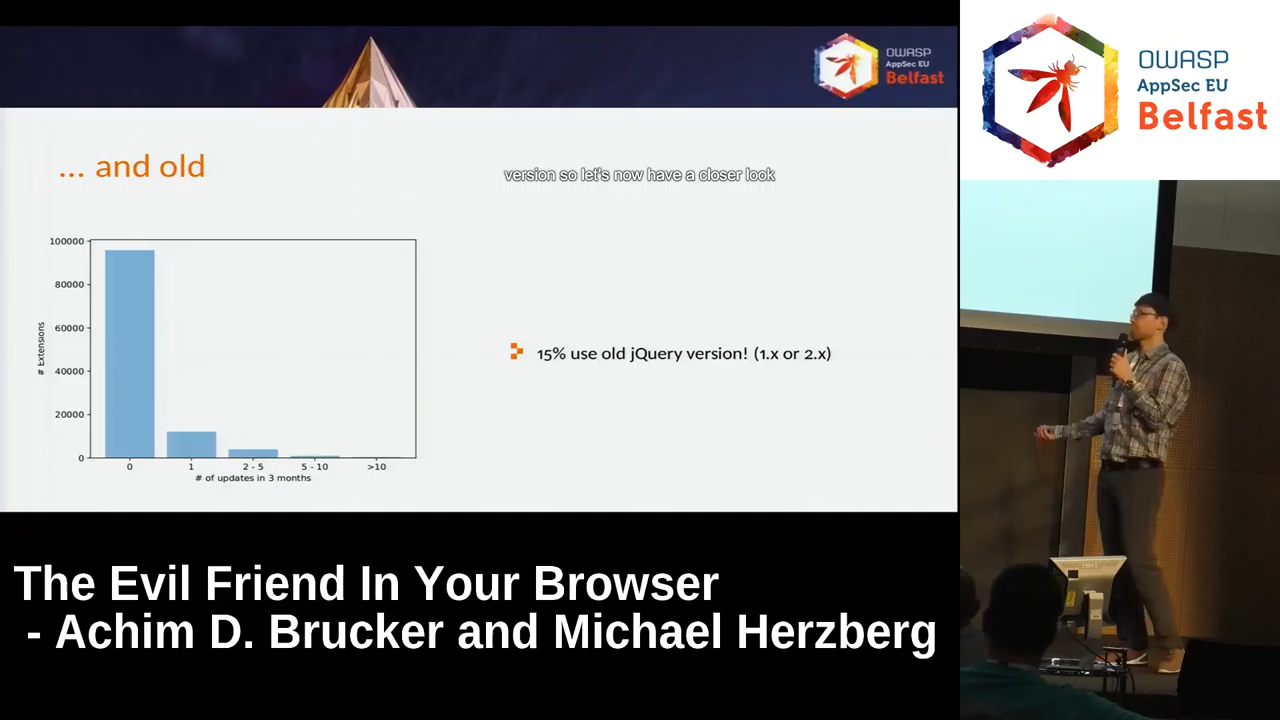 OWASP
AppSec EU
Belfast
OWASP
AppSec EU
Belfast
... and old
version so let's now have a closer look
100000
80000
60000
40000
20000
0
# Extensions
0 1 2 - 5 5 - 10 >10
# of updates in 3 months
15% use old jQuery version! (1.x or 2.x)
The Evil Friend In Your Browser
- Achim D. Brucker and Michael Herzberg